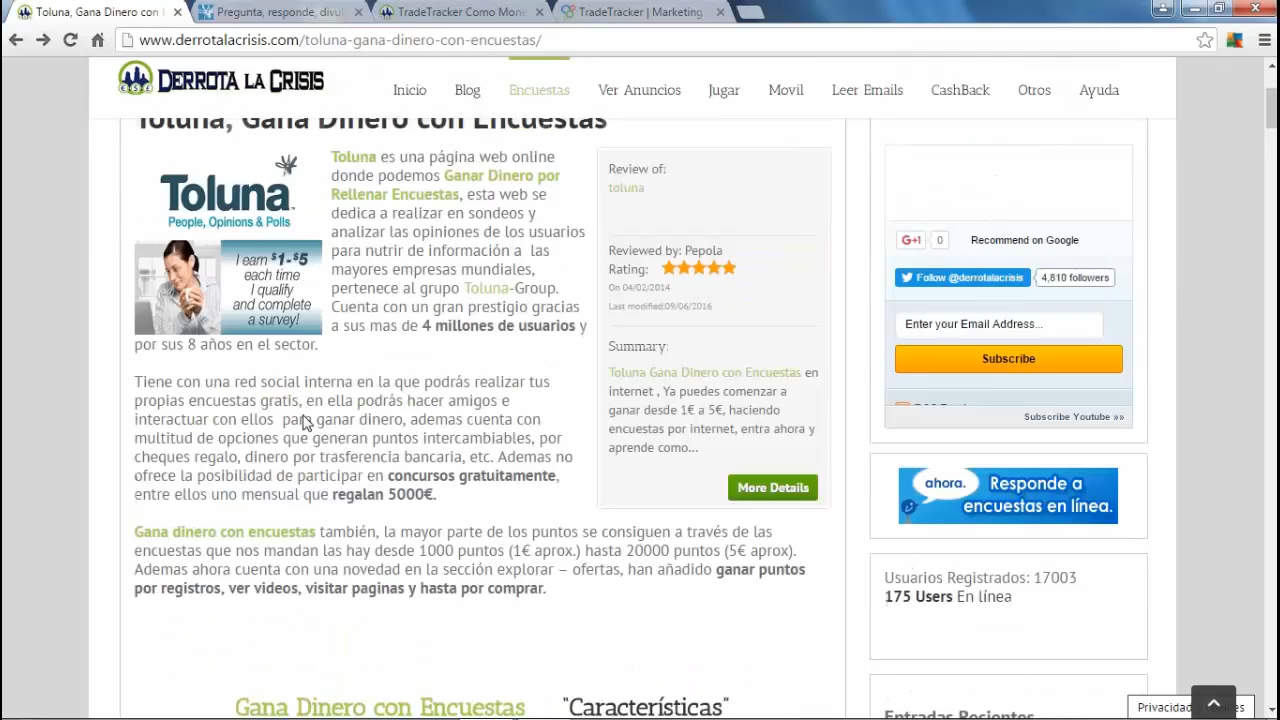 Toluna, Gana Dinero con
Pregunta, responde, divul
TradeTracker Como Mone
TradeTracker | Marketing
www.derrotalacrisis.com/toluna-gana-dinero-con-encuestas/
DERROTA LA CRISIS
Inicio Blog Encuestas Ver Anuncios Jugar Movil Leer Emails CashBack Otros Ayuda
Toluna, Gana Dinero con Encuestas
Toluna
People, Opinions & Polls
I earn $1-$5
each time
I qualify
and complete
a survey!
Toluna es una página web online
donde podemos Ganar Dinero por
Rellenar Encuestas, esta web se
dedica a realizar en sondeos y
analizar las opiniones de los usuarios
para nutrir de información a las
mayores empresas mundiales,
pertenece al grupo Toluna-Group.
Cuenta con un gran prestigio gracias
a sus mas de 4 millones de usuarios y
por sus 8 años en el sector.
Tiene con una red social interna en la que podrás realizar tus
propias encuestas gratis, en ella podrás hacer amigos e
interactuar con ellos para ganar dinero, ademas cuenta con
multitud de opciones que generan puntos intercambiables, por
cheques regalo, dinero por trasferencia bancaria, etc. Ademas no
ofrece la posibilidad de participar en concursos gratuitamente,
entre ellos uno mensual que regalan 5000€.
Gana dinero con encuestas también, la mayor parte de los puntos se consiguen a través de las
encuestas que nos mandan las hay desde 1000 puntos (1€ aprox.) hasta 20000 puntos (5€ aprox).
Ademas ahora cuenta con una novedad en la sección explorar – ofertas, han añadido ganar puntos
por registros, ver videos, visitar paginas y hasta por comprar.
Gana Dinero con Encuestas "Características"
Review of:
toluna
Reviewed by: Pepola
Rating:
On 04/02/2014
Last modified:09/06/2016
Summary:
Toluna Gana Dinero con Encuestas en
internet , Ya puedes comenzar a
ganar desde 1€ a 5€, haciendo
encuestas por internet, entra ahora y
aprende como...
More Details
G+1 0 Recommend on Google
Follow @derrotalacrisis 4,810 followers
Enter your Email Address...
Subscribe
Subscribe Youtube »»
ahora. Responde a
encuestas en línea.
Usuarios Registrados: 17003
175 Users En línea
Entradas Recientes
Privacidad